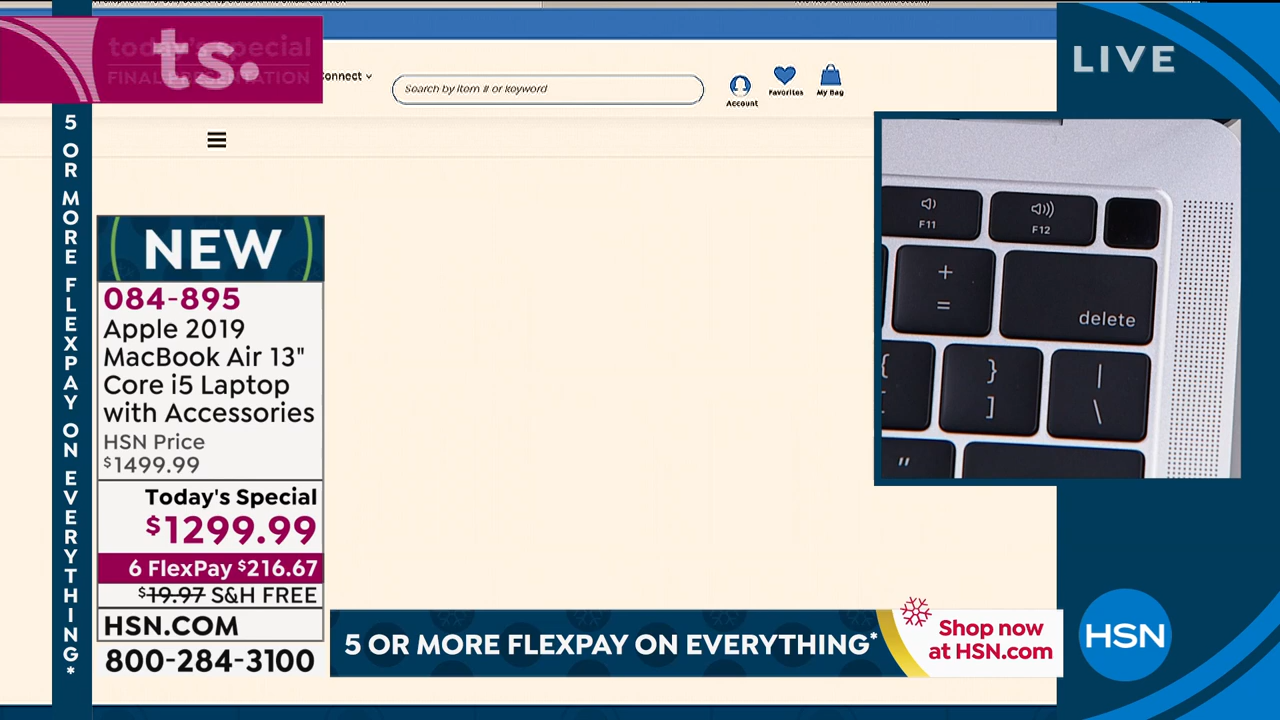 today's special
FINAL PRESENTATION
ts.
Connect
Search by item # or keyword
Account
Favorites
My Bag
LIVE
5 OR MORE FLEXPAY ON EVERYTHING*
NEW
084-895
Apple 2019
MacBook Air 13"
Core i5 Laptop
with Accessories
HSN Price
$1499.99
Today's Special
$1299.99
6 FlexPay $216.67
$19.97 S&H FREE
HSN.COM
800-284-3100
F11
F12
+
=
delete
{
[
}
]
|
\
"
5 OR MORE FLEXPAY ON EVERYTHING*
Shop now
at HSN.com
HSN